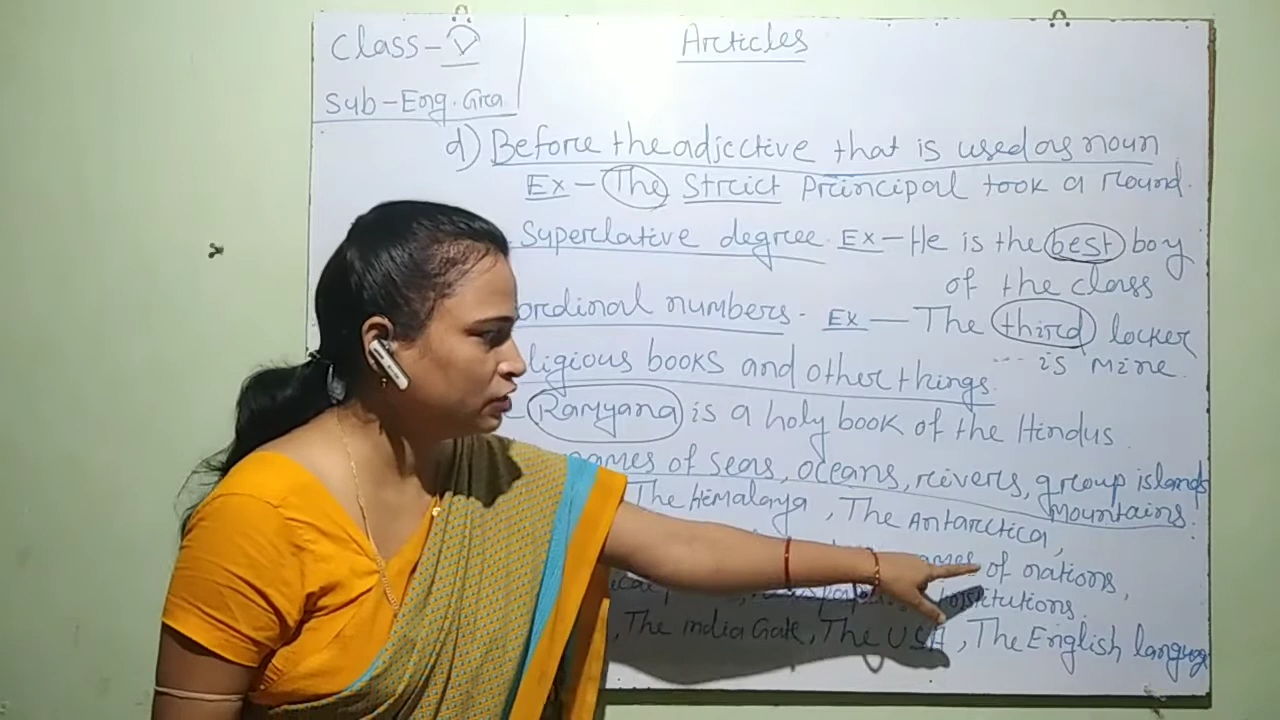 Class-V
Sub-Eng.Gra
Articles
d) Before the adjective that is used as noun
Ex-The Strict Principal took a round.
Superlative degree. Ex-He is the best boy
of the class
ordinal numbers. Ex-The third locker
is mine
books and other things.
Ramyana is a holy book of the Hindus.
names of seas, oceans, rivers, group islands
mountains.
The Himalaya, The Antarctica,
of nations,
, The India Gate, The USA, The English